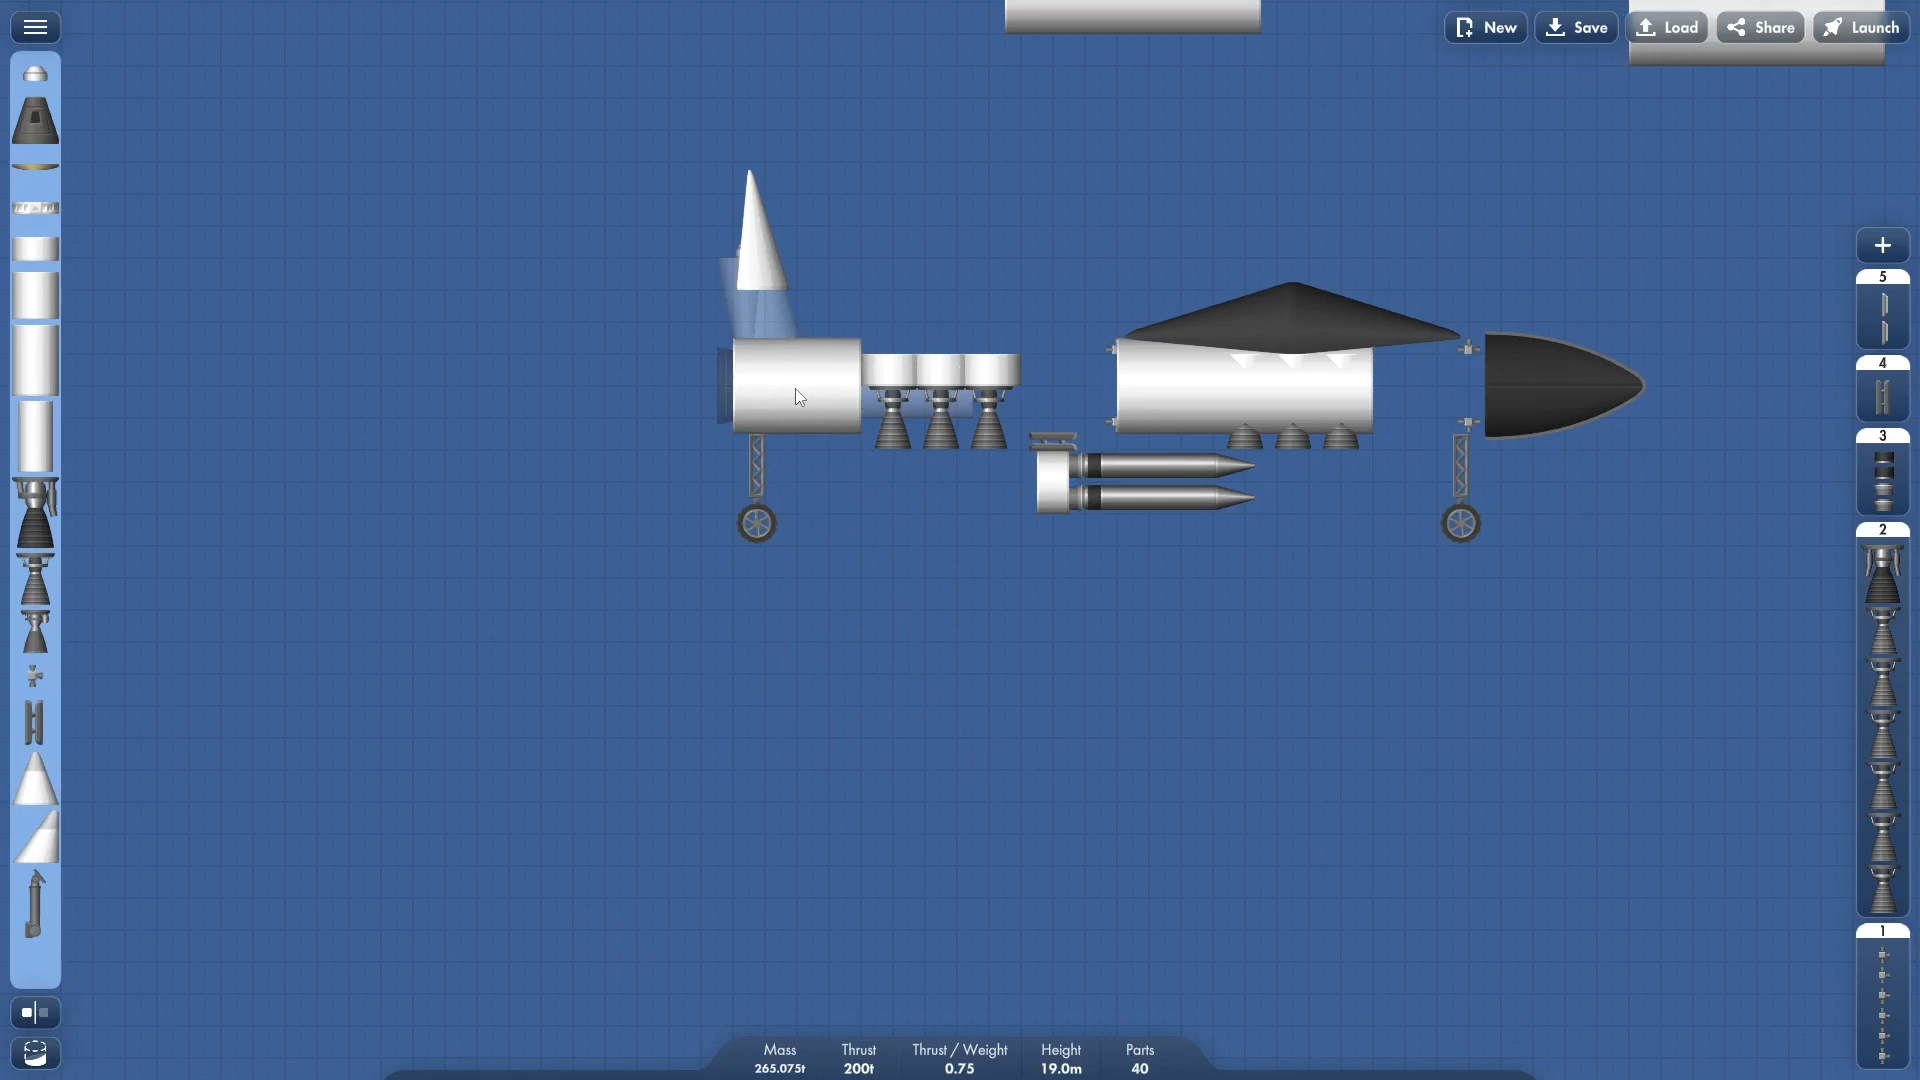 New
Save
Load
Share
Launch
5
4
3
2
1
Mass
265.075t
Thrust
200t
Thrust / Weight
0.75
Height
19.0m
Parts
40